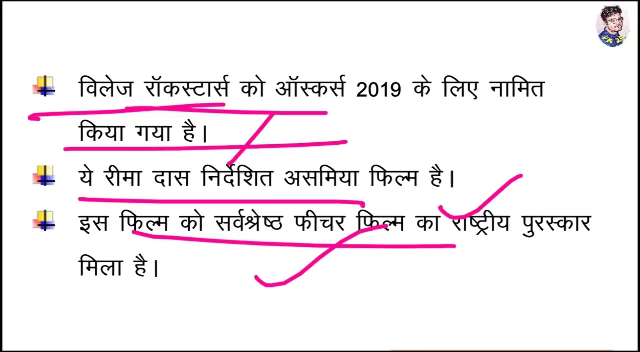 विलेज रॉकस्टार्स को ऑस्कर्स 2019 के लिए नामित
किया गया है।
ये रीमा दास निर्देशित असमिया फिल्म है।
इस फिल्म को सर्वश्रेष्ठ फीचर फिल्म का राष्ट्रीय पुरस्कार
मिला है।